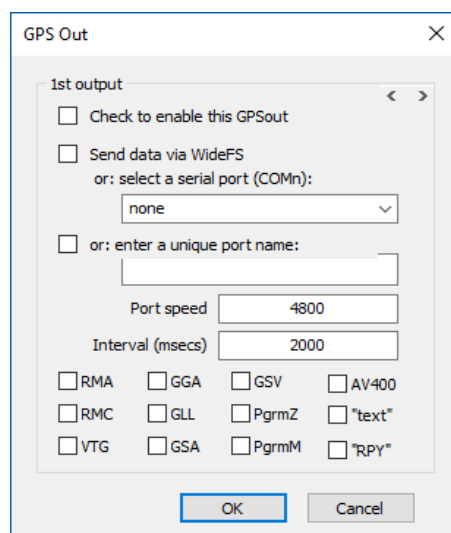 GPS Out
1st output
< >
Check to enable this GPSout
Send data via WideFS
or: select a serial port (COMn):
none
or: enter a unique port name:
Port speed 4800
Interval (msecs) 2000
RMA GGA GSV AV400
RMC GLL PgrmZ "text"
VTG GSA PgrmM "RPY"
OK Cancel